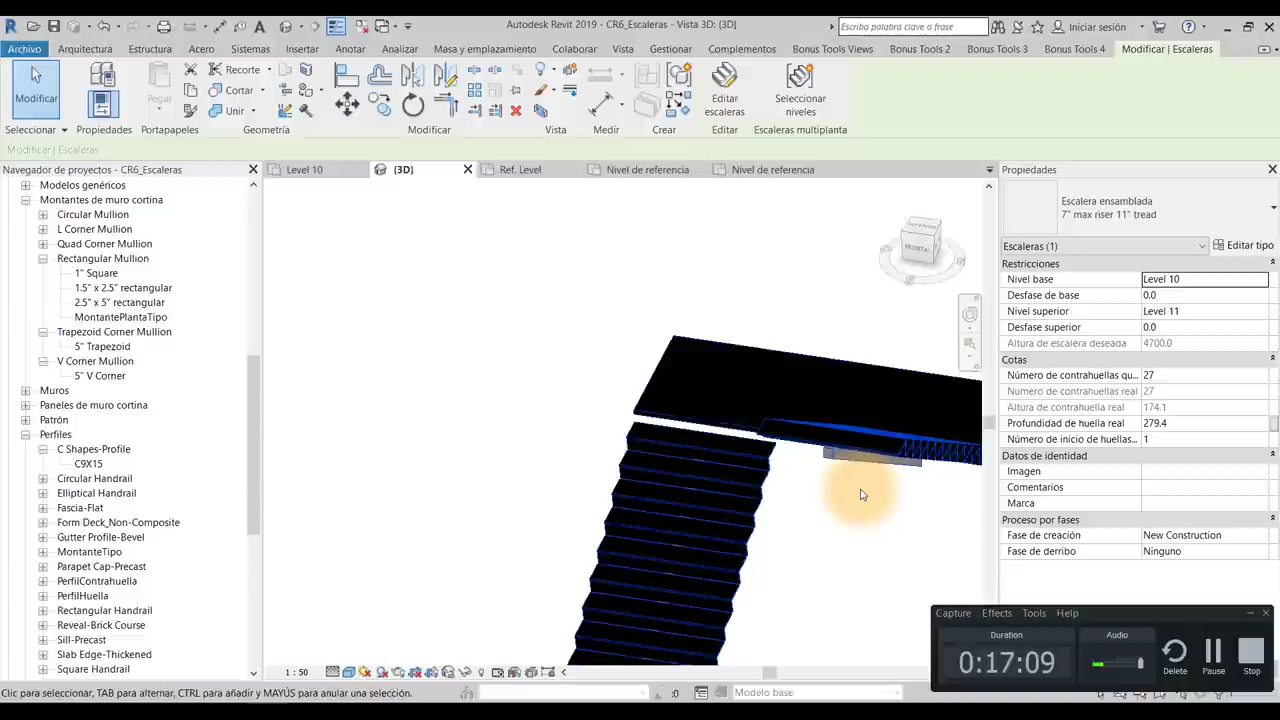 Autodesk Revit 2019 - CR6_Escaleras - Vista 3D: {3D}
Escriba palabra clave o frase
Iniciar sesión
Archivo Arquitectura Estructura Acero Sistemas Insertar Anotar Analizar Masa y emplazamiento Colaborar Vista Gestionar Complementos Bonus Tools Views Bonus Tools 2 Bonus Tools 3 Bonus Tools 4 Modificar | Escaleras
Modificar
Pegar
Recorte
Cortar
Unir
Editar escaleras
Seleccionar niveles
Seleccionar Propiedades Portapapeles Geometría Modificar Vista Medir Crear Editar Escaleras multiplanta
Modificar | Escaleras
Navegador de proyectos - CR6_Escaleras
Level 10 {3D} Ref. Level Nivel de referencia Nivel de referencia
Modelos genéricos
Montantes de muro cortina
Circular Mullion
L Corner Mullion
Quad Corner Mullion
Rectangular Mullion
1" Square
1.5" x 2.5" rectangular
2.5" x 5" rectangular
MontantePlantaTipo
Trapezoid Corner Mullion
5" Trapezoid
V Corner Mullion
5" V Corner
Muros
Paneles de muro cortina
Patrón
Perfiles
C Shapes-Profile
C9X15
Circular Handrail
Elliptical Handrail
Fascia-Flat
Form Deck_Non-Composite
Gutter Profile-Bevel
MontanteTipo
Parapet Cap-Precast
PerfilContrahuella
PerfilHuella
Rectangular Handrail
Reveal-Brick Course
Sill-Precast
Slab Edge-Thickened
Square Handrail
FRONTAL
Propiedades
Escalera ensamblada
7" max riser 11" tread
Escaleras (1) Editar tipo
Restricciones
Nivel base Level 10
Desfase de base 0.0
Nivel superior Level 11
Desfase superior 0.0
Altura de escalera deseada 4700.0
Cotas
Número de contrahuellas qu... 27
Número de contrahuellas real 27
Altura de contrahuella real 174.1
Profundidad de huella real 279.4
Número de inicio de huellas... 1
Datos de identidad
Imagen
Comentarios
Marca
Proceso por fases
Fase de creación New Construction
Fase de derribo Ninguno
Capture Effects Tools Help
Duration
0:17:09
Audio
Delete Pause Stop
1 : 50
Clic para seleccionar, TAB para alternar, CTRL para añadir y MAYÚS para anular una selección.
:0
Modelo base